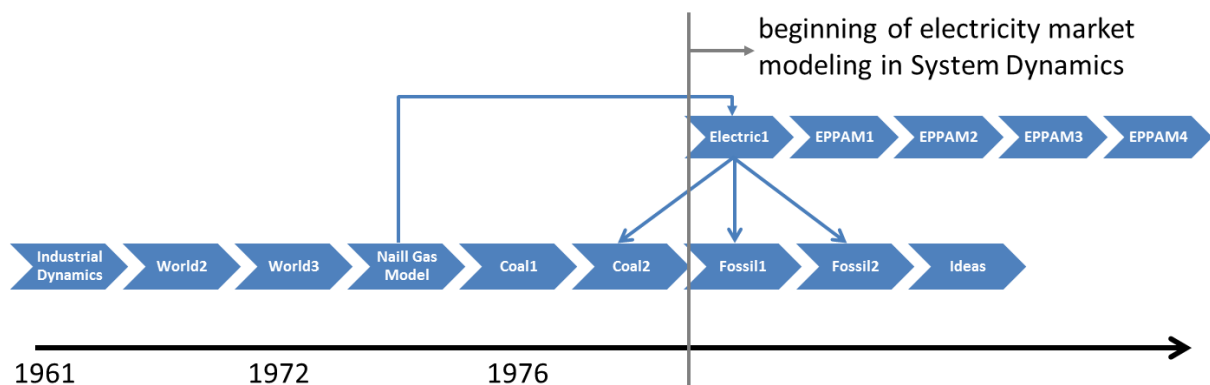 beginning of electricity market
modeling in System Dynamics
Electric1
EPPAM1
EPPAM2
EPPAM3
EPPAM4
Industrial
Dynamics
World2
World3
Naill Gas
Model
Coal1
Coal2
Fossil1
Fossil2
Ideas
1961
1972
1976